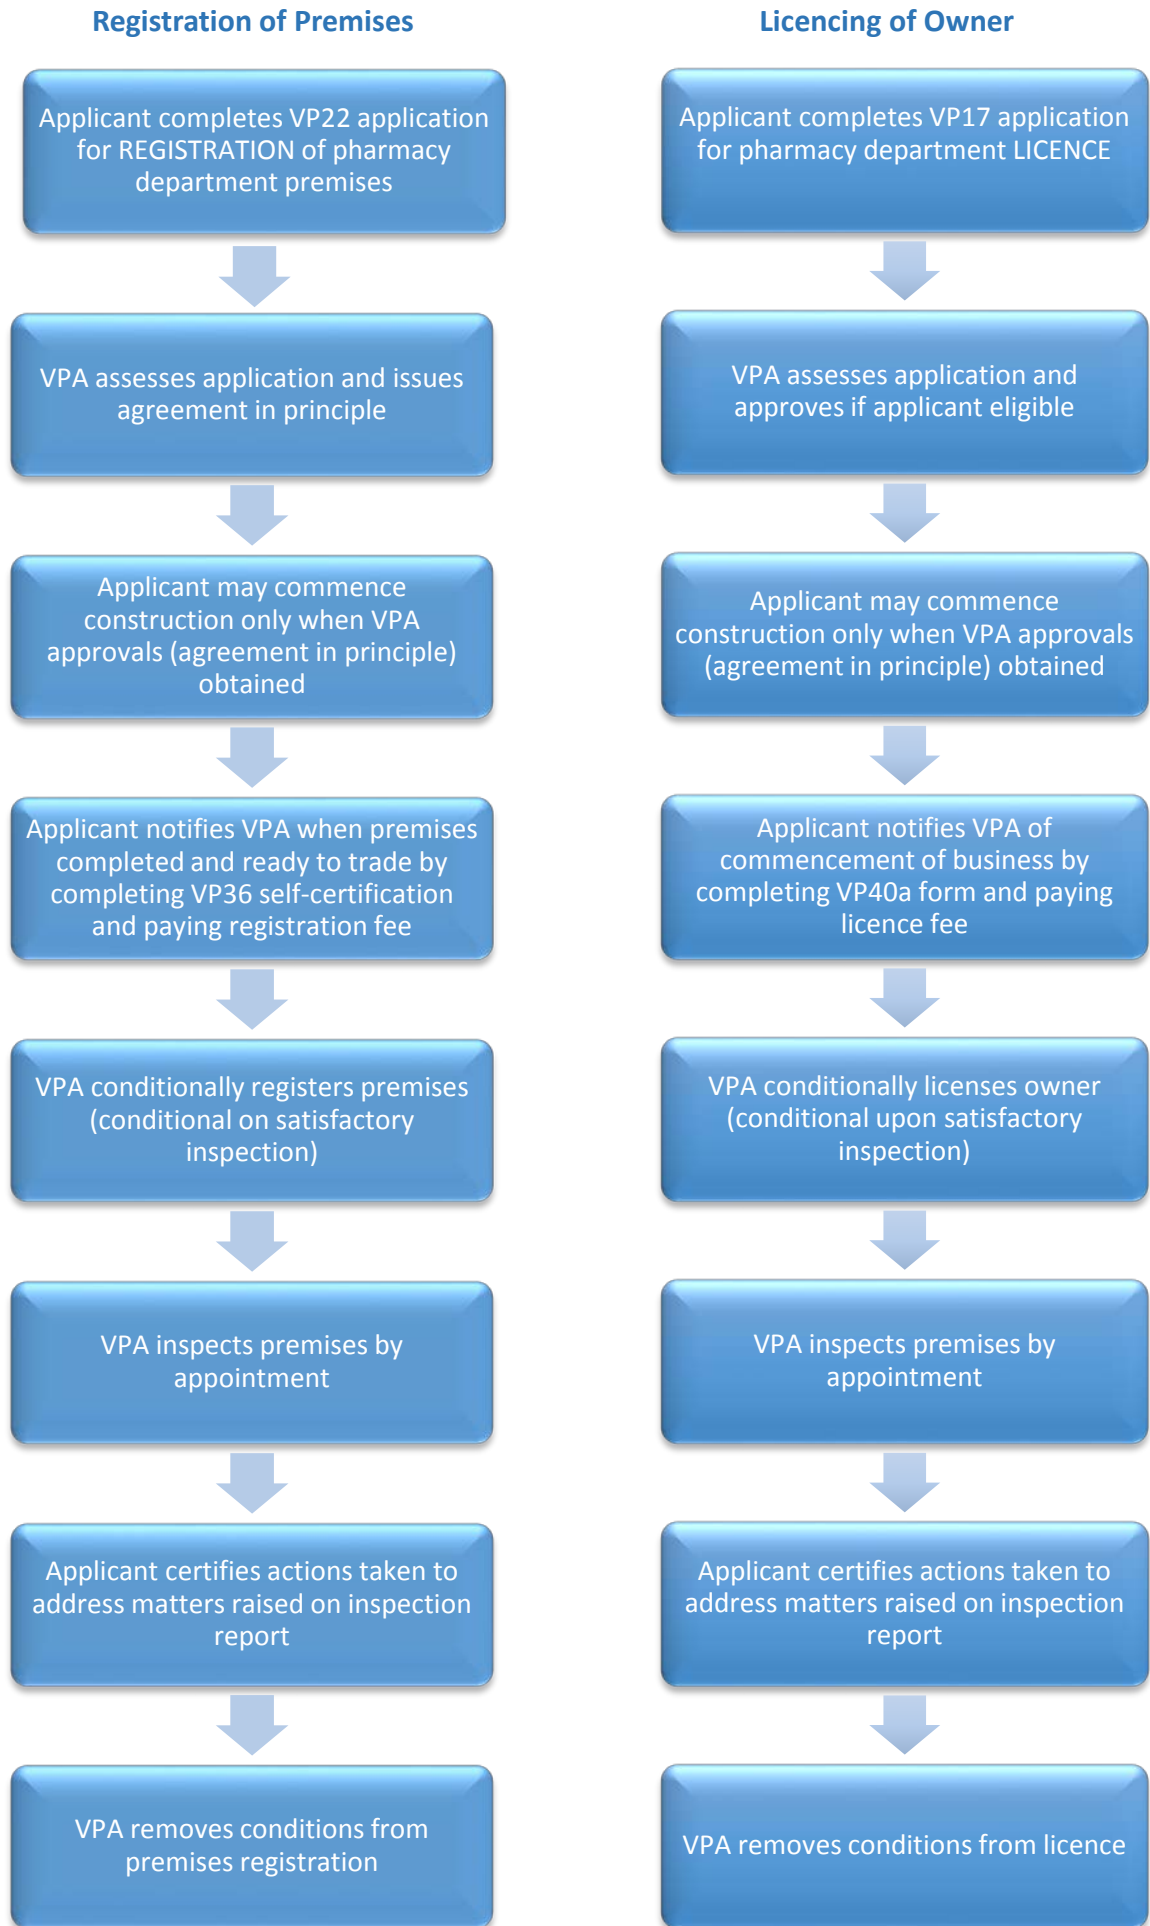 Registration of Premises
Applicant completes VP22 application
for REGISTRATION of pharmacy
department premises
VPA assesses application and issues
agreement in principle
Applicant may commence
construction only when VPA
approvals (agreement in principle)
obtained
Applicant notifies VPA when premises
completed and ready to trade by
completing VP36 self-certification
and paying registration fee
VPA conditionally registers premises
(conditional on satisfactory
inspection)
VPA inspects premises by
appointment
Applicant certifies actions taken to
address matters raised on inspection
report
VPA removes conditions from
premises registration
Licencing of Owner
Applicant completes VP17 application
for pharmacy department LICENCE
VPA assesses application and
approves if applicant eligible
Applicant may commence
construction only when VPA approvals
(agreement in principle) obtained
Applicant notifies VPA of
commencement of business by
completing VP40a form and paying
licence fee
VPA conditionally licenses owner
(conditional upon satisfactory
inspection)
VPA inspects premises by
appointment
Applicant certifies actions taken to
address matters raised on inspection
report
VPA removes conditions from licence